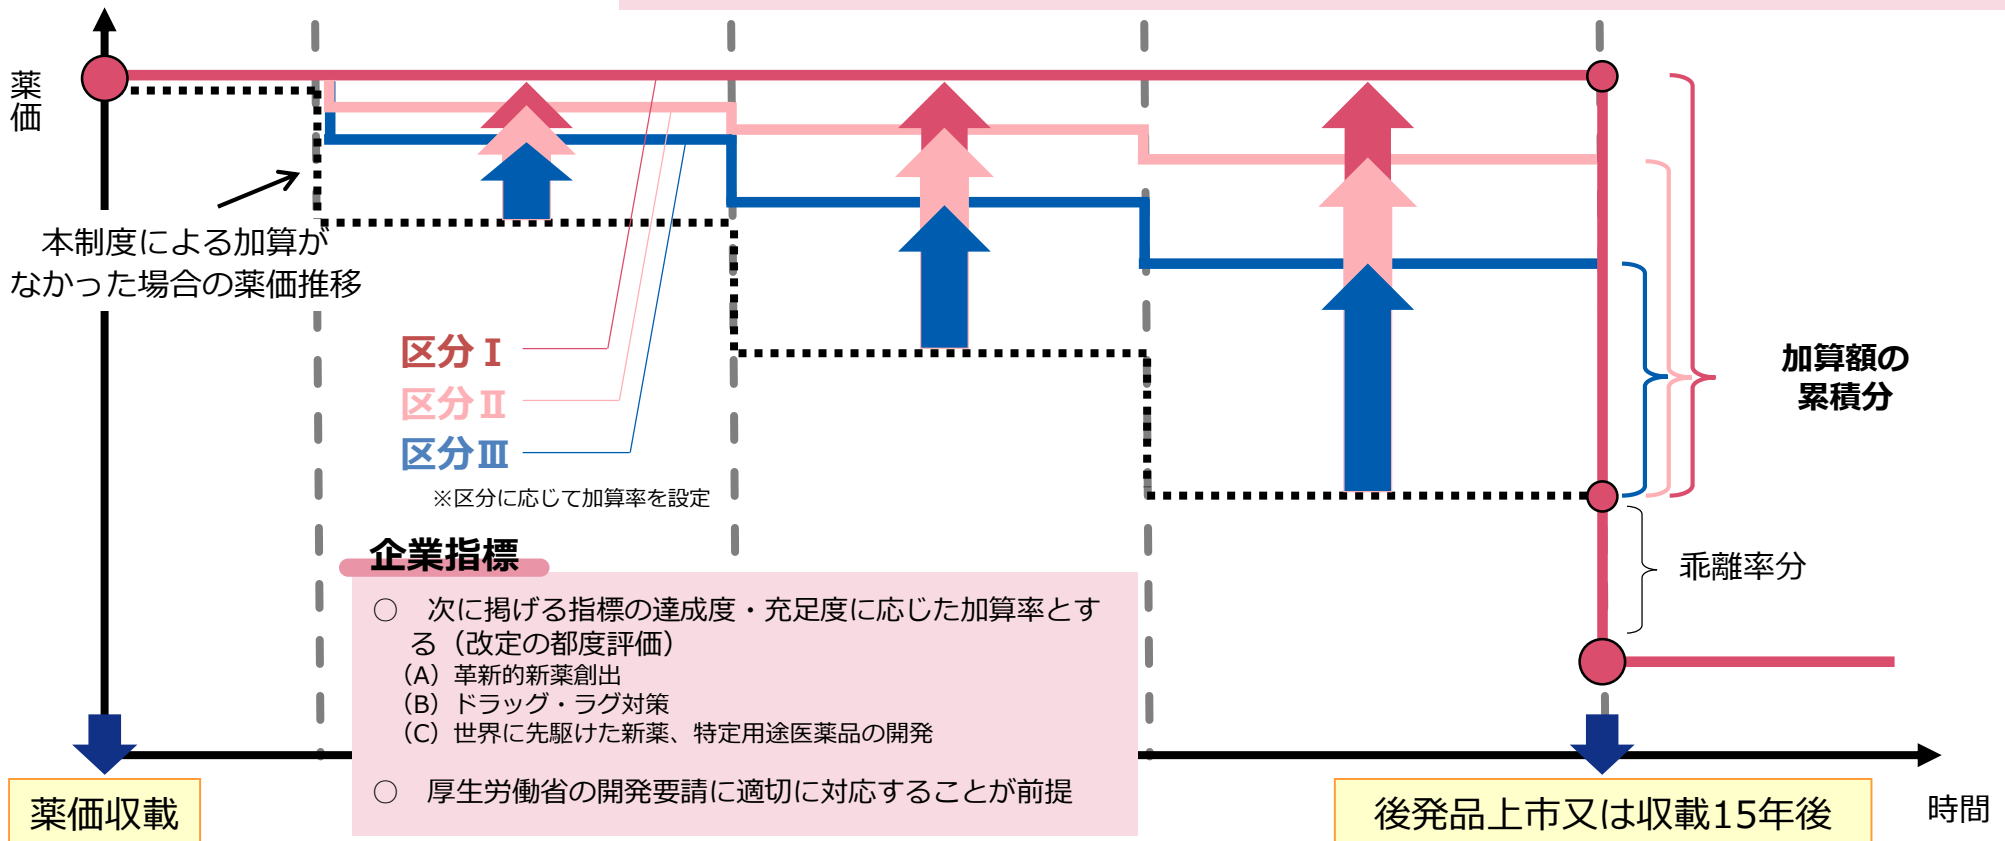 薬
価
本制度による加算が
なかった場合の薬価推移
区分Ⅰ
区分Ⅱ
区分Ⅲ
※区分に応じて加算率を設定
加算額の
累積分
乖離率分
企業指標
○　次に掲げる指標の達成度・充足度に応じた加算率とす
る（改定の都度評価）
（A）革新的新薬創出
（B）ドラッグ・ラグ対策
（C）世界に先駆けた新薬、特定用途医薬品の開発
○　厚生労働省の開発要請に適切に対応することが前提
薬価収載
後発品上市又は収載15年後
時間